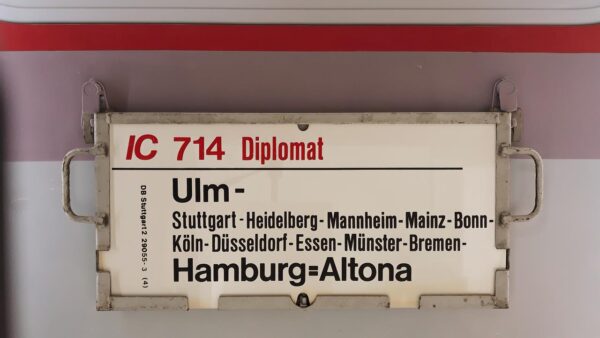 IC 714 Diplomat
Ulm-
Stuttgart-Heidelberg-Mannheim-Mainz-Bonn-
Köln-Düsseldorf-Essen-Münster-Bremen-
Hamburg=Altona
DB Stuttgart 2 29055-3 (4)